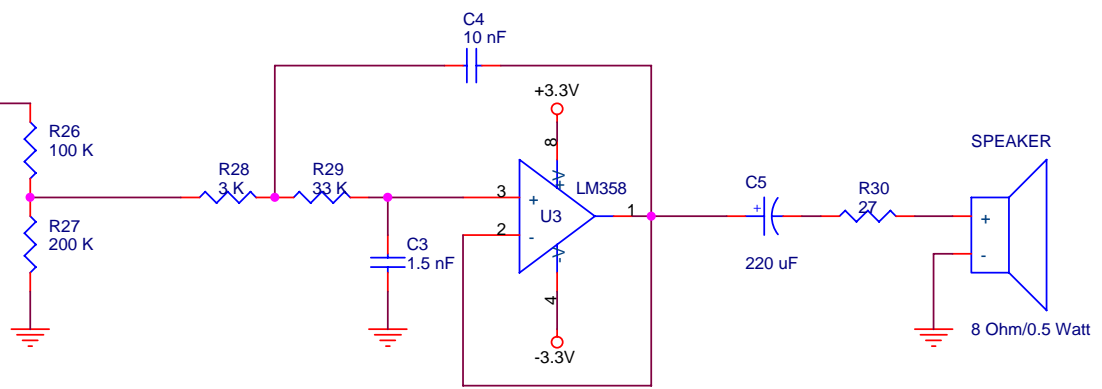 C4
10 nF
+3.3V
R26
100 K
8
SPEAKER
R28
3 K
R29
33 K
+V
LM358
C5
R30
27
3
+
U3
1
+
+
R27
200 K
2
-
C3
1.5 nF
-V
220 uF
-
4
-3.3V
8 Ohm/0.5 Watt